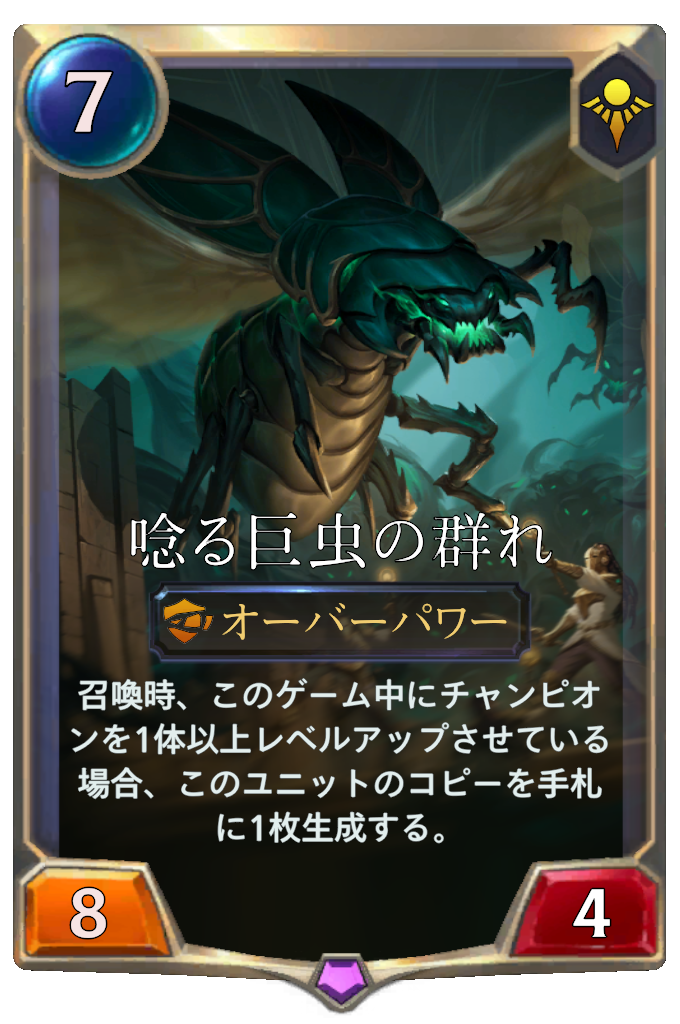 7
唸る巨虫の群れ
オーバーパワー
召喚時、このゲーム中にチャンピオ
ンを1体以上レベルアップさせている
場合、このユニットのコピーを手札
に1枚生成する。
8
4